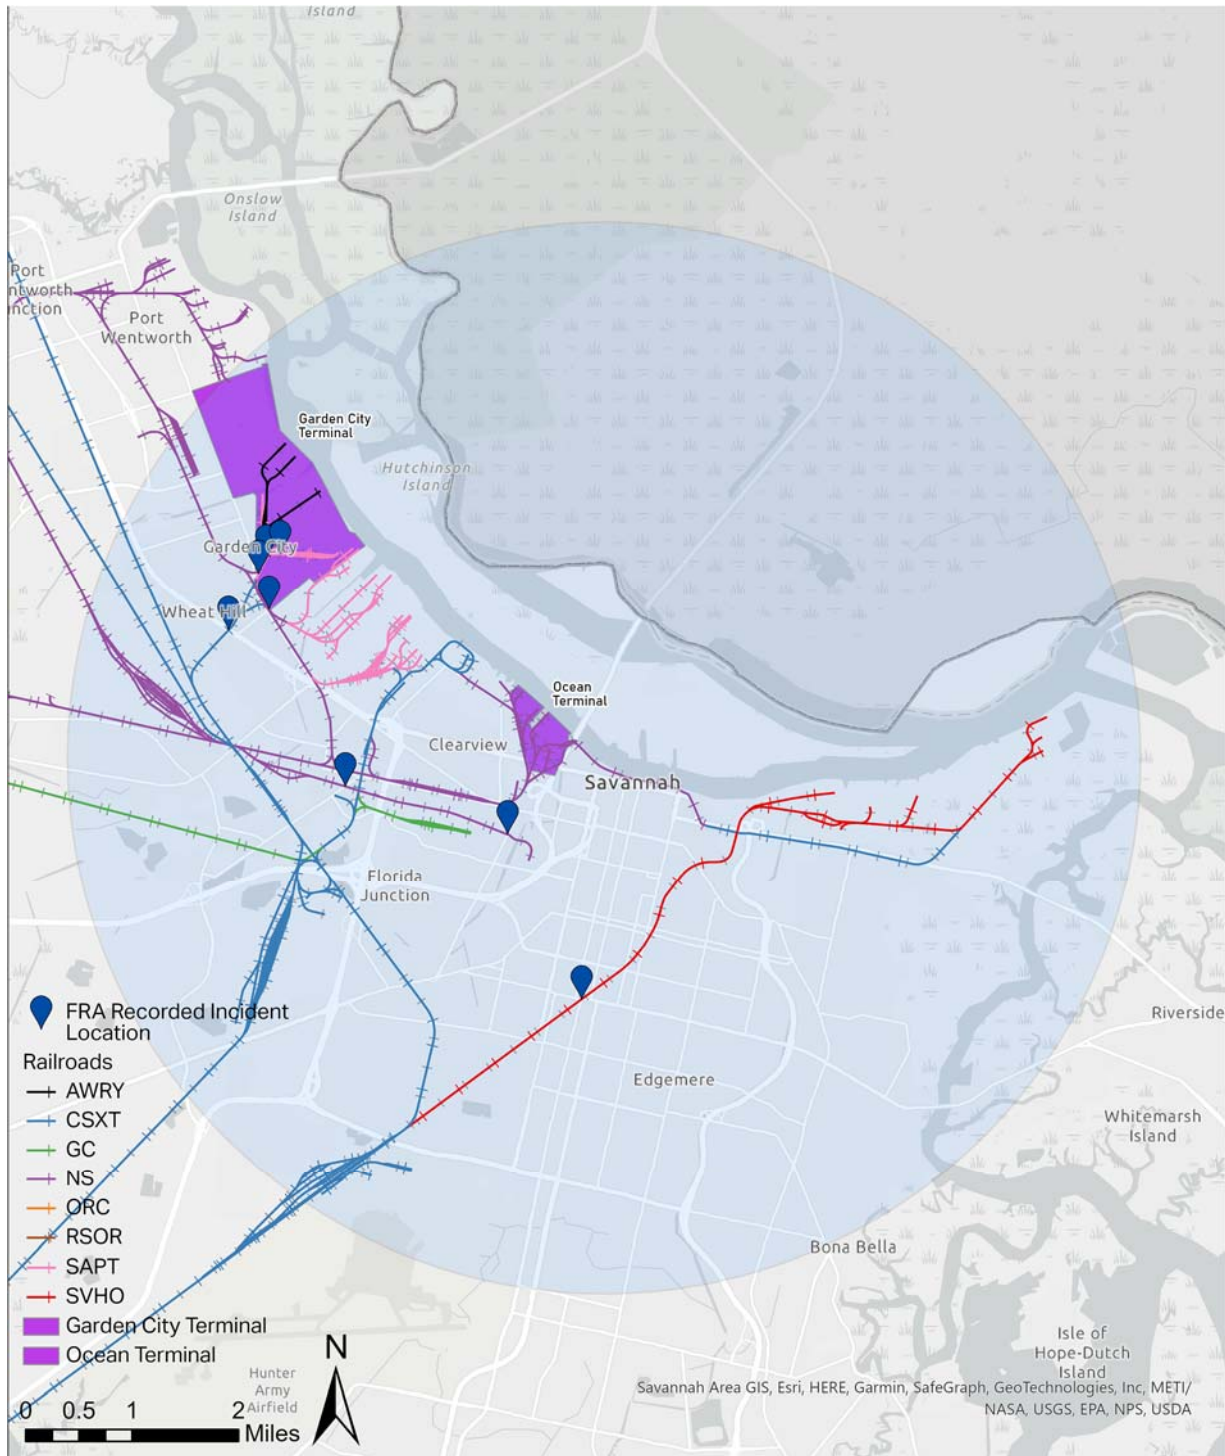 Island
Onslow
Island
Port
ntworth
nction
Port
Wentworth
Garden City
Terminal
Hutchinson
Island
Garden City
Wheat Hill
Ocean
Terminal
Clearview
Savannah
Florida
Junction
FRA Recorded Incident
Location
Riverside
Railroads
Edgemere
AWRY
CSXT
Whitemarsh
Island
GC
NS
ORC
RSOR
Bona Bella
SAPT
SVHO
Garden City Terminal
Ocean Terminal
N
Isle of
Hope-Dutch
Island
Hunter
Army
Airfield
Savannah Area GIS, Esri, HERE, Garmin, SafeGraph, GeoTechnologies, Inc, METI/
NASA, USGS, EPA, NPS, USDA
0 0.5 1 2
Miles